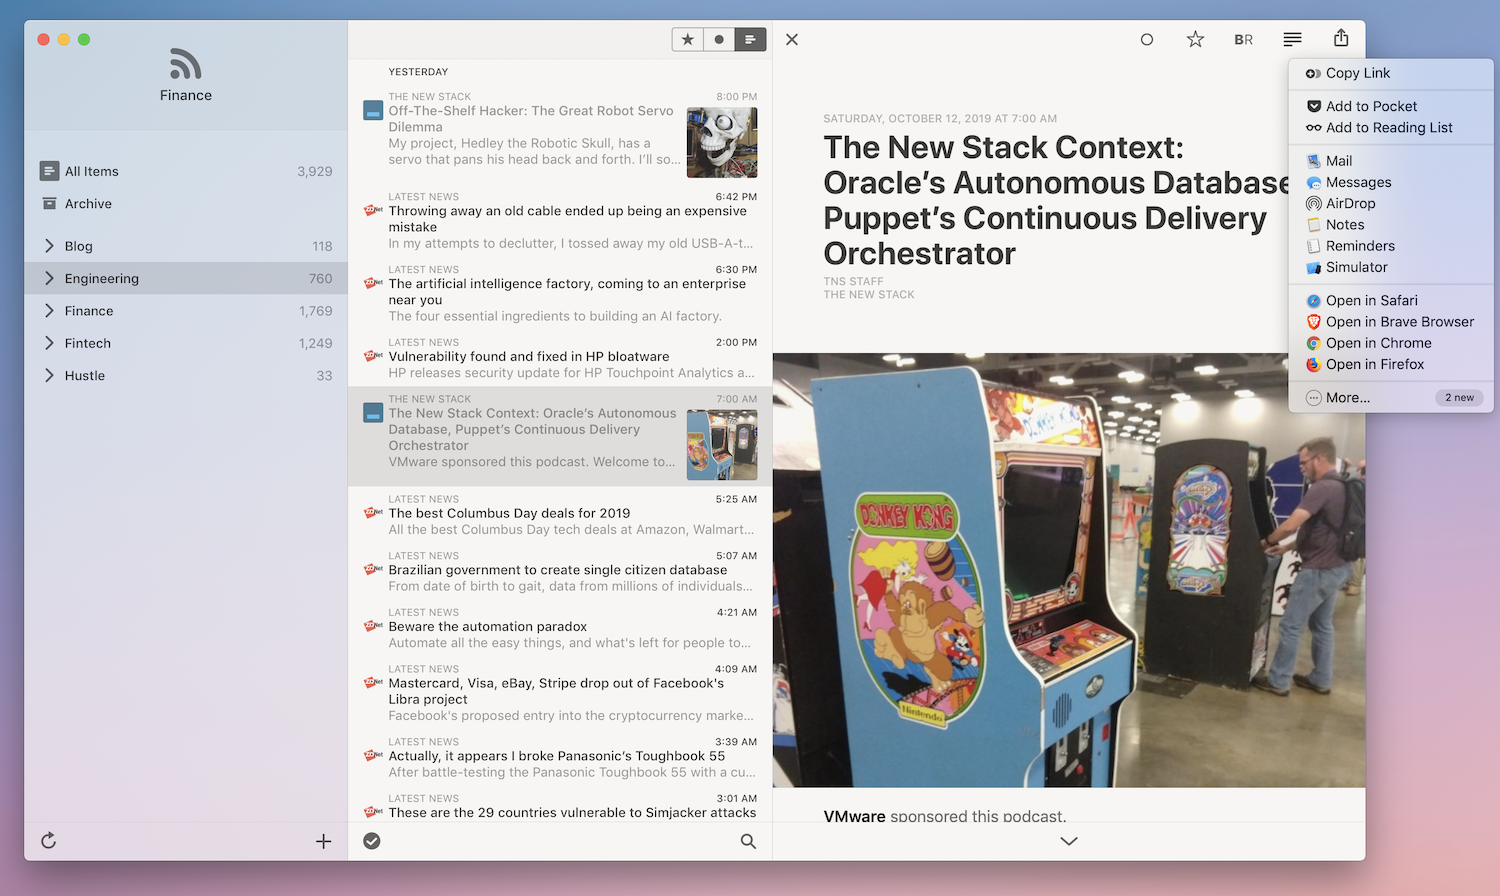 Finance
All Items 3,929
Archive
Blog 118
Engineering 760
Finance 1,769
Fintech 1,249
Hustle 33
YESTERDAY
THE NEW STACK 8:00 PM
Off-The-Shelf Hacker: The Great Robot Servo
Dilemma
My project, Hedley the Robotic Skull, has a
servo that pans his head back and forth. I'll so...
LATEST NEWS 6:42 PM
Throwing away an old cable ended up being an expensive
mistake
In my attempts to declutter, I tossed away my old USB-A-t...
LATEST NEWS 6:30 PM
The artificial intelligence factory, coming to an enterprise
near you
The four essential ingredients to building an AI factory.
LATEST NEWS 2:00 PM
Vulnerability found and fixed in HP bloatware
HP releases security update for HP Touchpoint Analytics a...
THE NEW STACK 7:00 AM
The New Stack Context: Oracle's Autonomous
Database, Puppet's Continuous Delivery
Orchestrator
VMware sponsored this podcast. Welcome to...
LATEST NEWS 5:25 AM
The best Columbus Day deals for 2019
All the best Columbus Day tech deals at Amazon, Walmart...
LATEST NEWS 5:07 AM
Brazilian government to create single citizen database
From date of birth to gait, data from millions of individuals...
LATEST NEWS 4:21 AM
Beware the automation paradox
Automate all the easy things, and what's left for people to...
LATEST NEWS 4:09 AM
Mastercard, Visa, eBay, Stripe drop out of Facebook's
Libra project
Facebook's proposed entry into the cryptocurrency marke...
LATEST NEWS 3:39 AM
Actually, it appears I broke Panasonic's Toughbook 55
After battle-testing the Panasonic Toughbook 55 with a cu...
LATEST NEWS 3:01 AM
These are the 29 countries vulnerable to Simjacker attacks
BR
SATURDAY, OCTOBER 12, 2019 AT 7:00 AM
The New Stack Context:
Oracle's Autonomous Database
Puppet's Continuous Delivery
Orchestrator
TNS STAFF
THE NEW STACK
DONKEY KONG
DONKEY KONG
Nintendo
VMware sponsored this podcast.
Copy Link
Add to Pocket
Add to Reading List
Mail
Messages
AirDrop
Notes
Reminders
Simulator
Open in Safari
Open in Brave Browser
Open in Chrome
Open in Firefox
More... 2 new